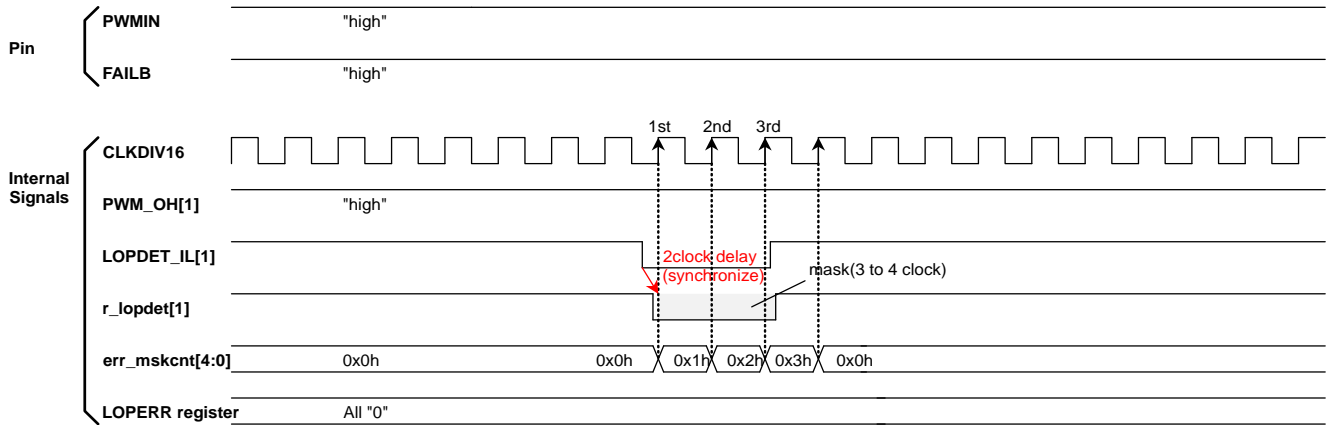 Pin
PWMIN "high"
FAILB "high"
1st 2nd 3rd
CLKDIV16
Internal
Signals
PWM_OH[1] "high"
LOPDET_IL[1]
2clock delay
(synchronize)
mask(3 to 4 clock)
r_lopdet[1]
err_mskcnt[4:0] 0x0h 0x0h 0x1h 0x2h 0x3h 0x0h
LOPERR register All "0"